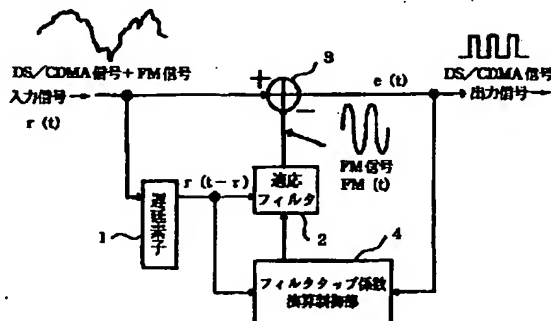 3
DS/CDMA信号+FM信号
入力信号
r (t)
+
−
e (t)
DS/CDMA信号
出力信号
FM信号
FM (t)
1
遅延素子
r (t−τ)
適応
フィルタ
2
4
フィルタタップ係数
演算制御部